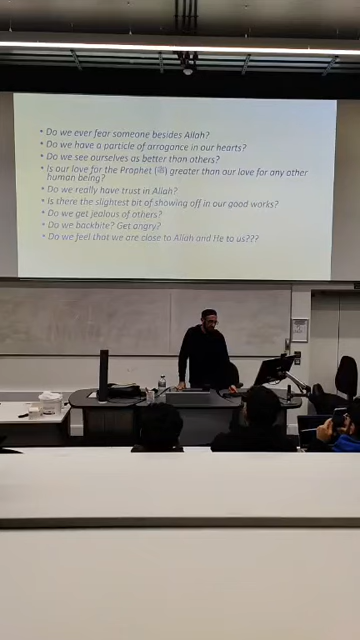 • Do we ever fear someone besides Allah?
• Do we have a particle of arrogance in our hearts?
• Do we see ourselves as better than others?
• Is our love for the Prophet (ﷺ) greater than our love for any other
human being?
• Do we really have trust in Allah?
• Is there the slightest bit of showing off in our good works?
• Do we get jealous of others?
• Do we backbite? Get angry?
• Do we feel that we are close to Allah and He to us???